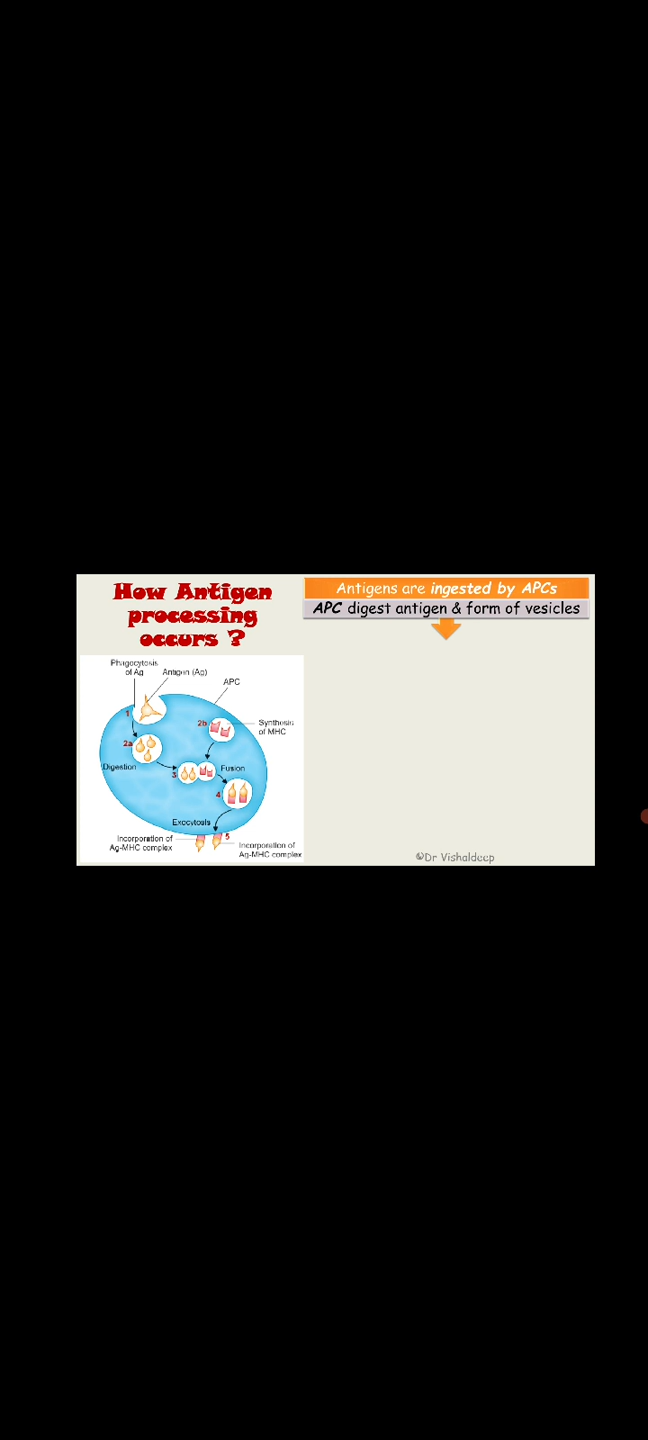 How Antigen
processing
occurs ?
Antigens are ingested by APCs
APC digest antigen & form of vesicles
Phagocytosis
of Ag
Antigen (Ag)
APC
1
2b
Synthesis
of MHC
2a
Digestion
3
Fusion
4
Exocytosis
5
Incorporation of
Ag-MHC complex
Incorporation of
Ag-MHC complex
©Dr Vishaldeep